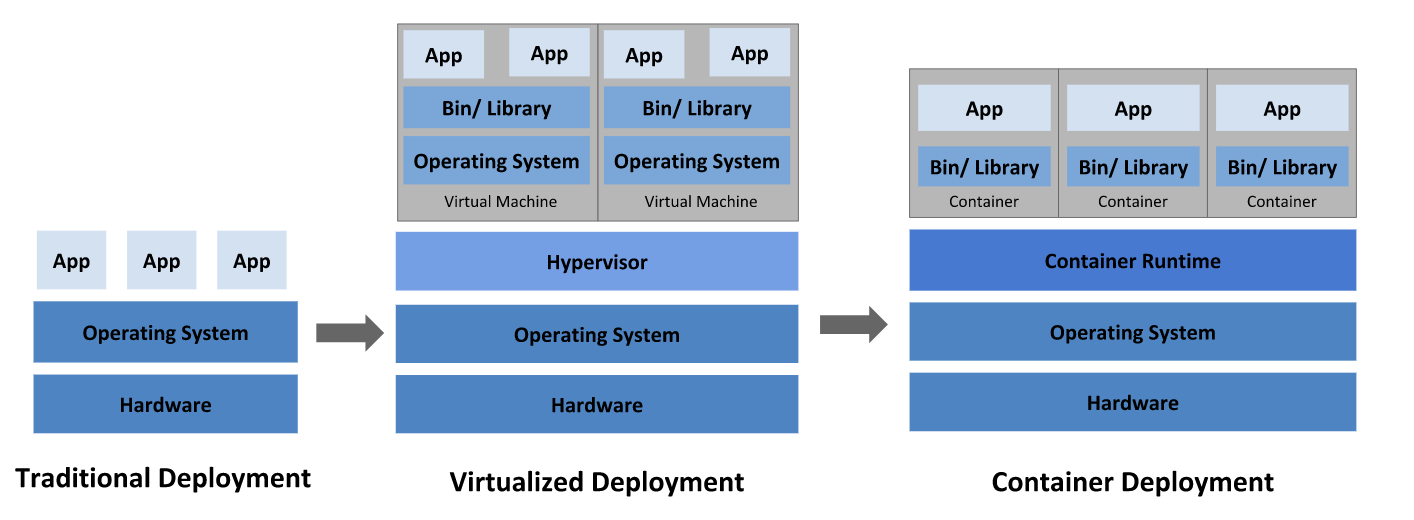 App App App
Operating System
Hardware
Traditional Deployment
App App App App
Bin/ Library Bin/ Library
Operating System Operating System
Virtual Machine Virtual Machine
Hypervisor
Operating System
Hardware
Virtualized Deployment
App App App
Bin/ Library Bin/ Library Bin/ Library
Container Container Container
Container Runtime
Operating System
Hardware
Container Deployment